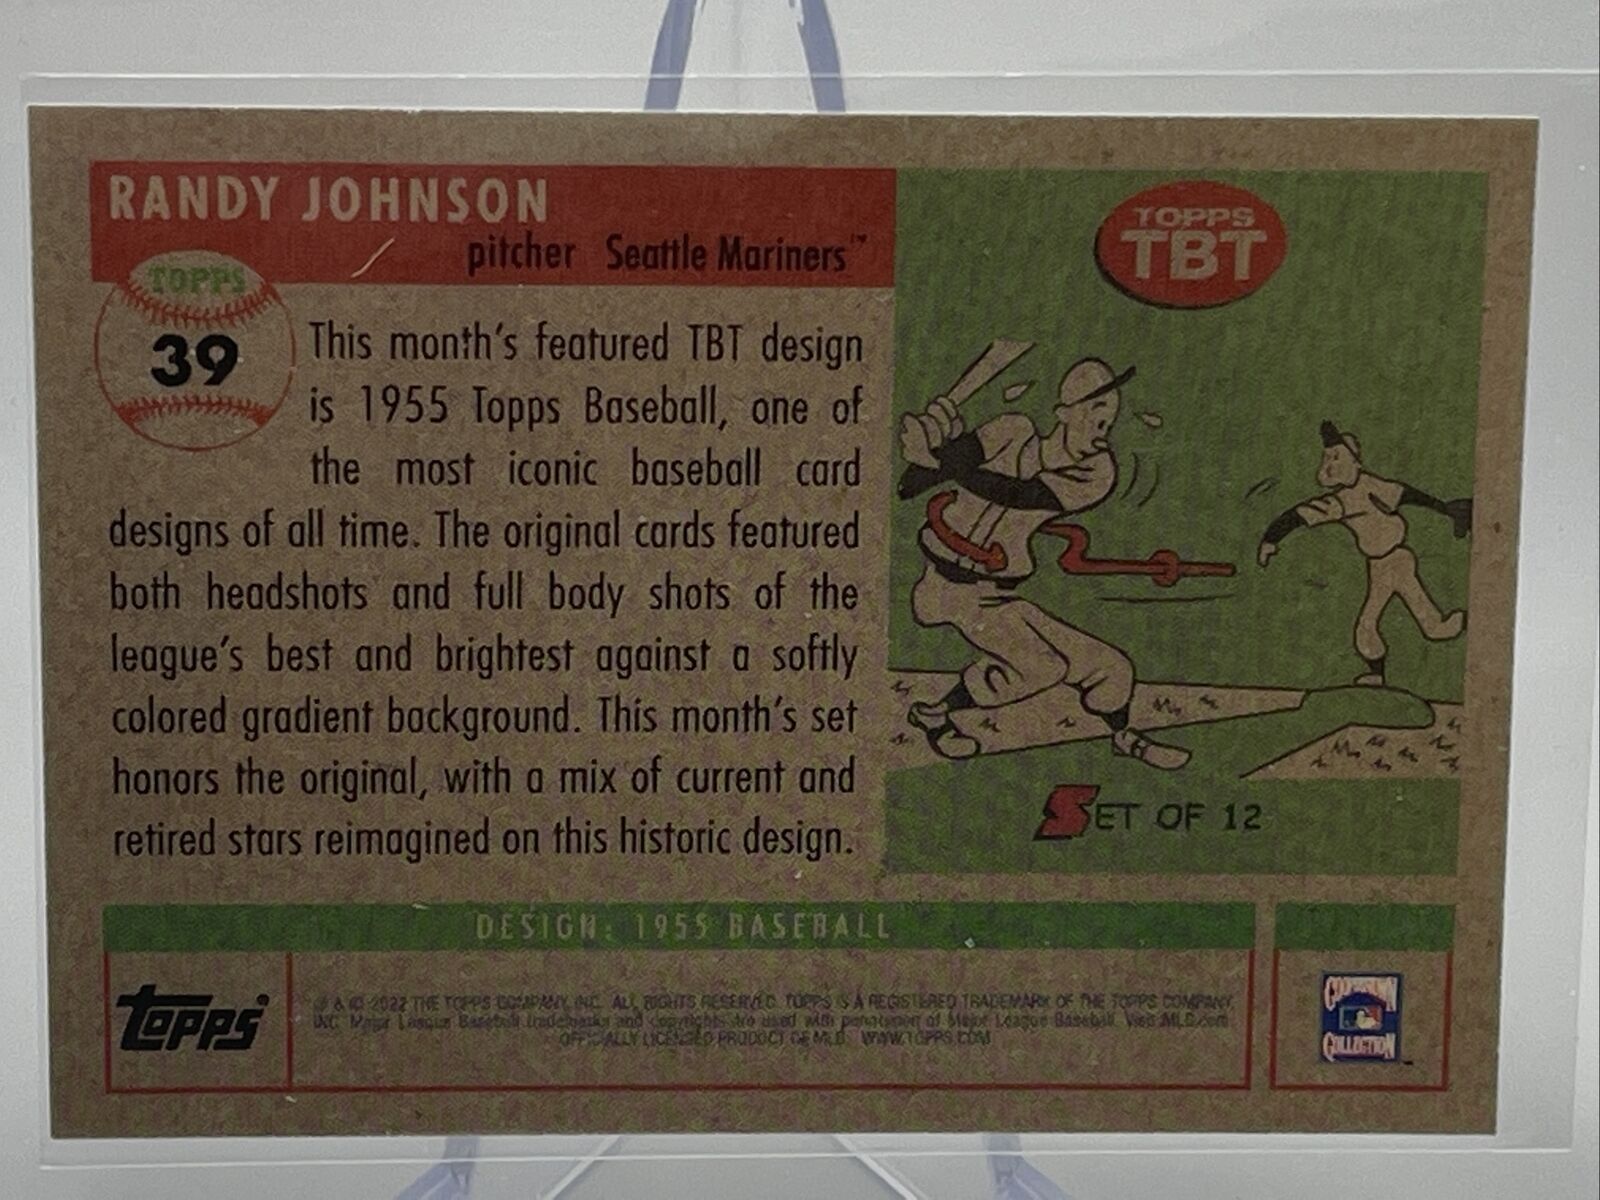 RANDY JOHNSON
pitcher Seattle Mariners™
TOPPS
39
This month's featured TBT design
is 1955 Topps Baseball, one of
the most iconic baseball card
designs of all time. The original cards featured
both headshots and full body shots of the
league's best and brightest against a softly
colored gradient background. This month's set
honors the original, with a mix of current and
retired stars reimagined on this historic design.
TOPPS
TBT
SET OF 12
DESIGN: 1955 BASEBALL
topps
® & © 2022 THE TOPPS COMPANY, INC. ALL RIGHTS RESERVED. TOPPS IS A REGISTERED TRADEMARK OF THE TOPPS COMPANY,
INC. Major League Baseball trademarks and copyrights are used with permission of Major League Baseball. Visit MLB.com
OFFICIALLY LICENSED PRODUCT OF MLB. WWW.TOPPS.COM
COOPERSTOWN
COLLECTION™